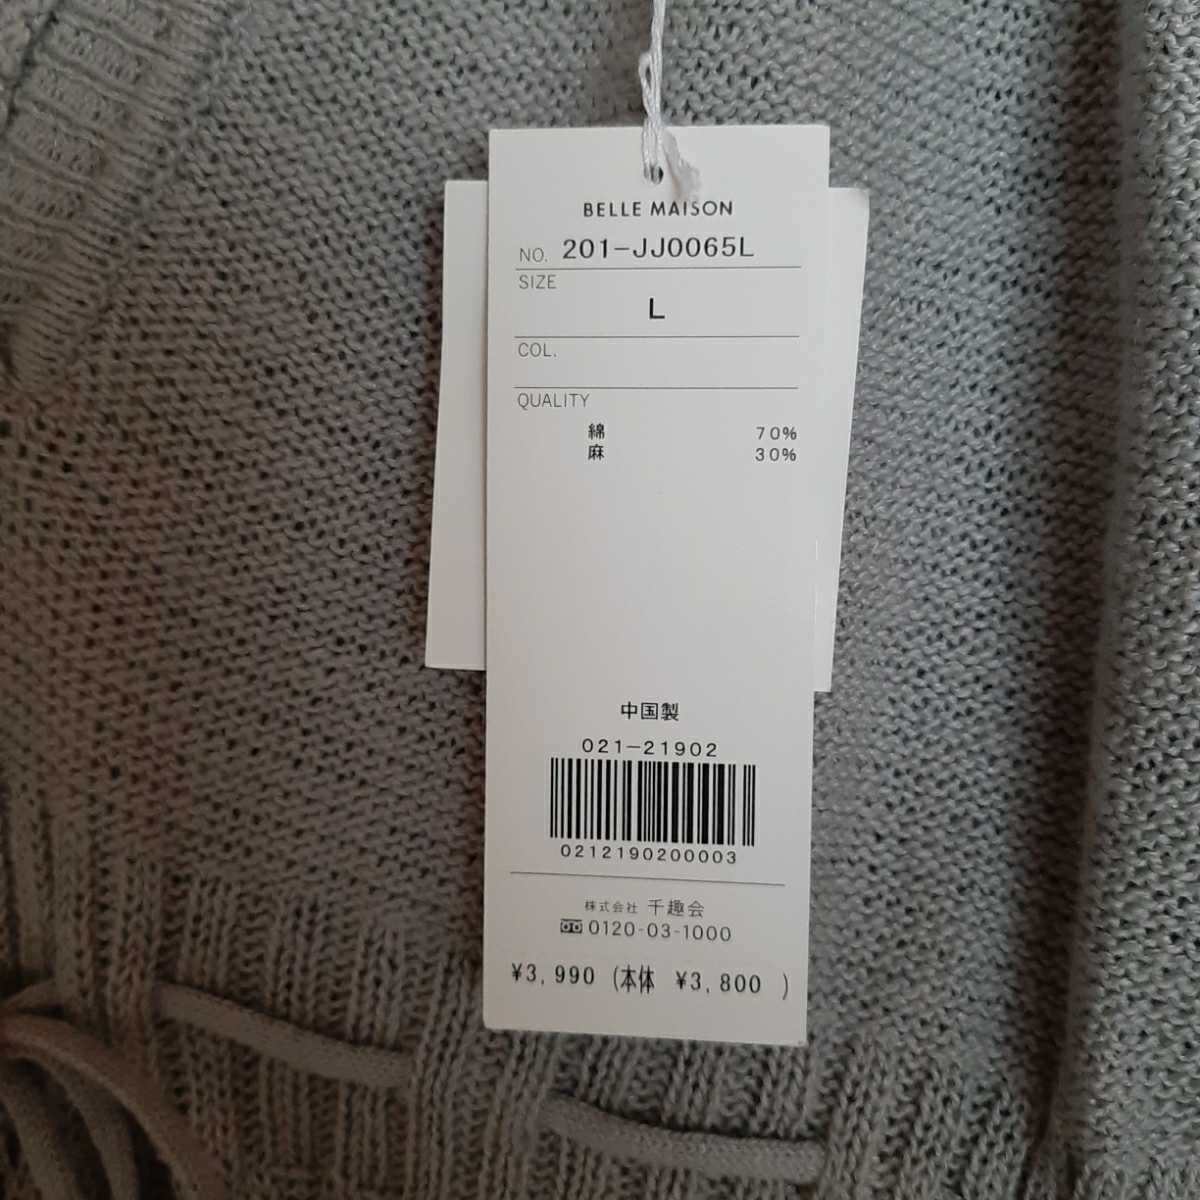 BELLE MAISON
NO. 201-JJ0065L
SIZE
L
COL.
QUALITY
綿 70%
麻 30%
中国製
021-21902
0212190200003
株式会社 千趣会
0120-03-1000
¥3,990 (本体 ¥3,800 )